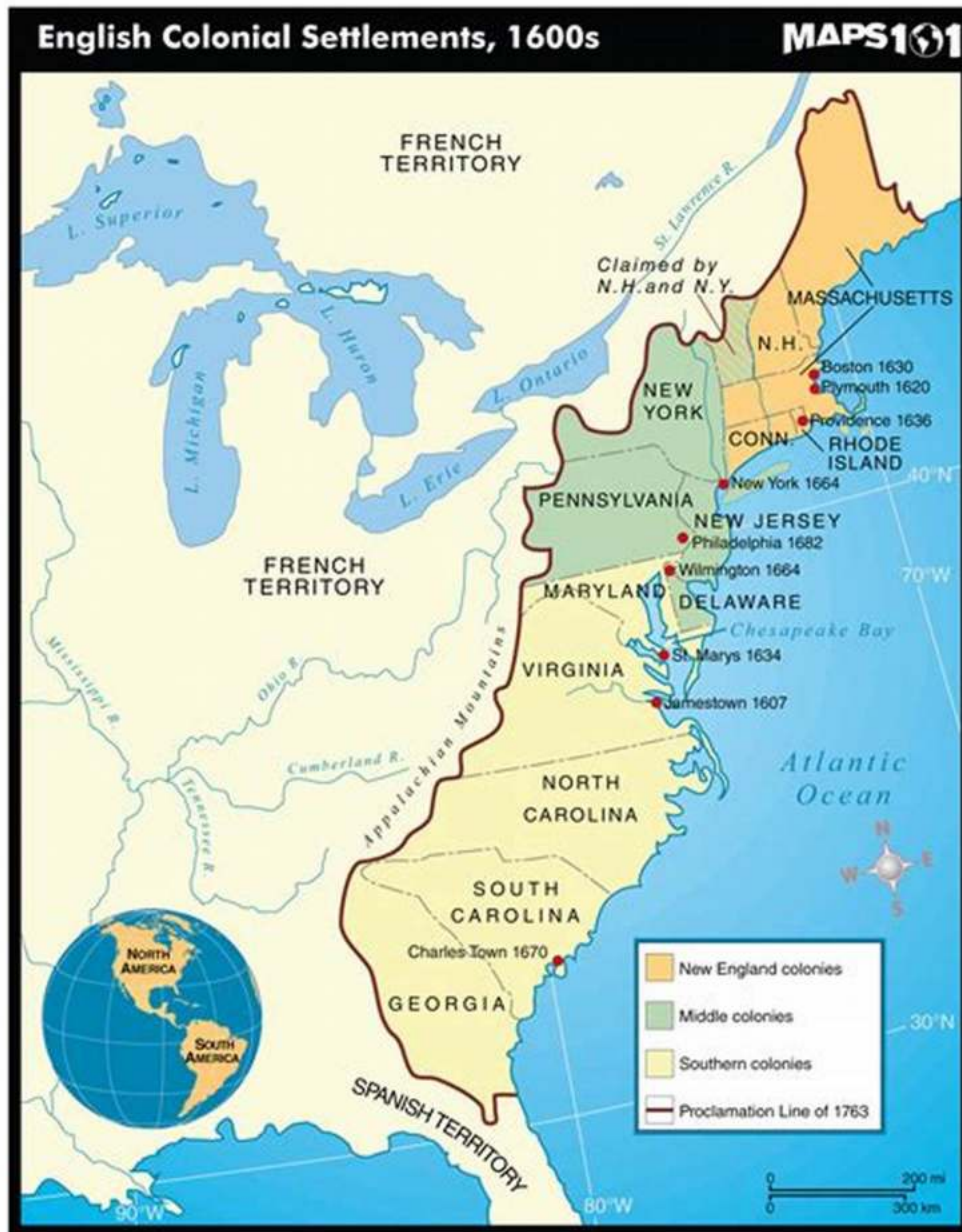 English Colonial Settlements, 1600s
MAPS101
FRENCH
TERRITORY
L. Superior
St. Lawrence R.
Claimed by
N.H. and N.Y.
MASSACHUSETTS
N.H.
L. Huron
L. Ontario
L. Michigan
Boston 1630
Plymouth 1620
NEW
YORK
Providence 1636
CONN.
RHODE
ISLAND
L. Erie
40°N
New York 1664
PENNSYLVANIA
NEW JERSEY
Philadelphia 1682
FRENCH
TERRITORY
Wilmington 1664
70°W
MARYLAND
DELAWARE
Chesapeake Bay
Mississippi R.
Ohio R.
VIRGINIA
St. Marys 1634
Jamestown 1607
Appalachian Mountains
Cumberland R.
Tennessee R.
Atlantic
Ocean
NORTH
CAROLINA
N
W
E
S
SOUTH
CAROLINA
Charles Town 1670
GEORGIA
NORTH
AMERICA
SOUTH
AMERICA
New England colonies
Middle colonies
Southern colonies
Proclamation Line of 1763
30°N
SPANISH TERRITORY
0
200 mi
0
300 km
90°W
80°W